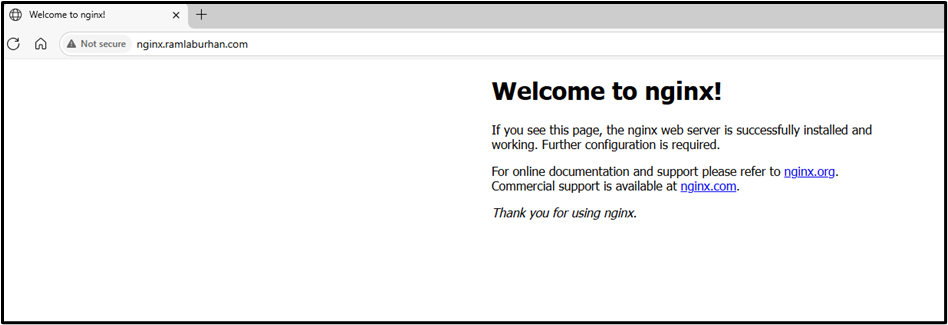 Welcome to nginx!
Not secure
nginx.ramlaburhan.com
Welcome to nginx!
If you see this page, the nginx web server is successfully installed and
working. Further configuration is required.
For online documentation and support please refer to nginx.org.
Commercial support is available at nginx.com.
Thank you for using nginx.